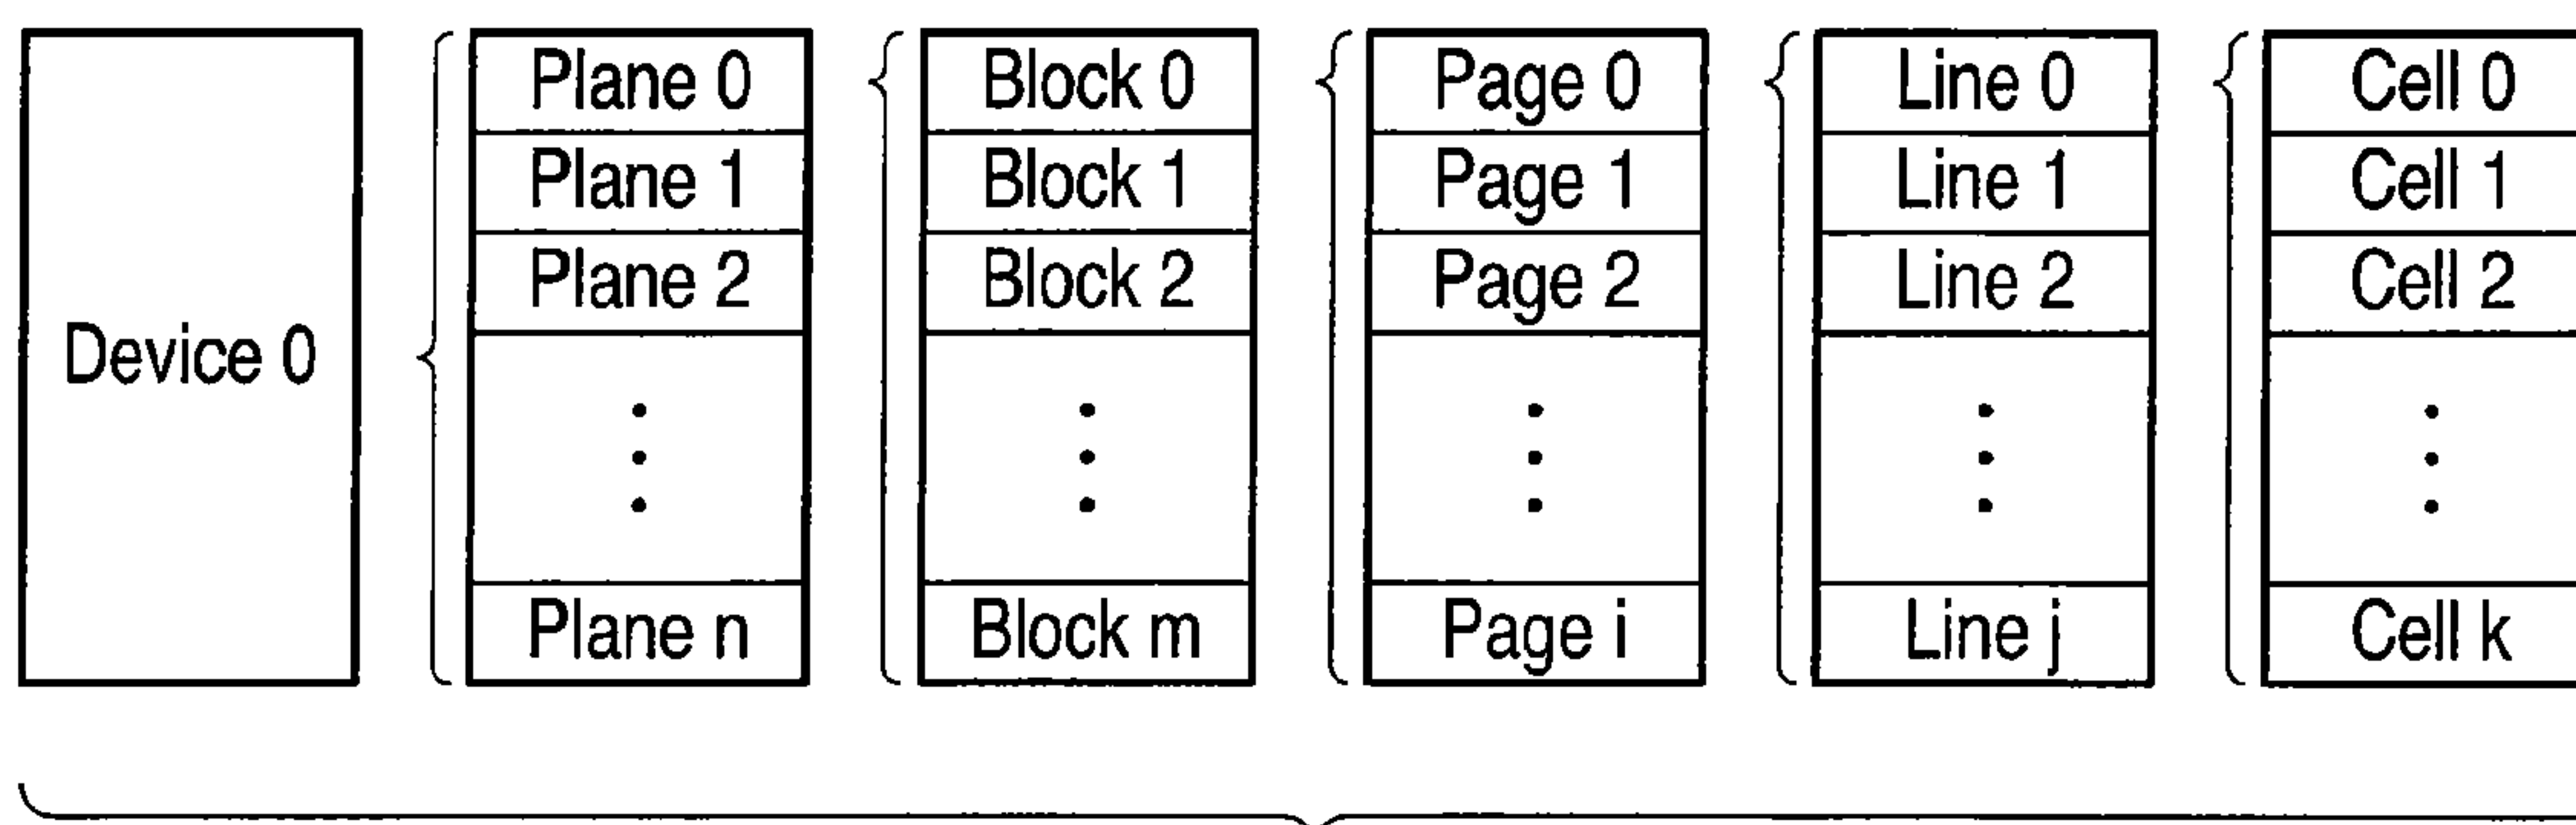 Device 0
Plane 0
Plane 1
Plane 2
Plane n
Block 0
Block 1
Block 2
Block m
Page 0
Page 1
Page 2
Page i
Line 0
Line 1
Line 2
Line j
Cell 0
Cell 1
Cell 2
Cell k